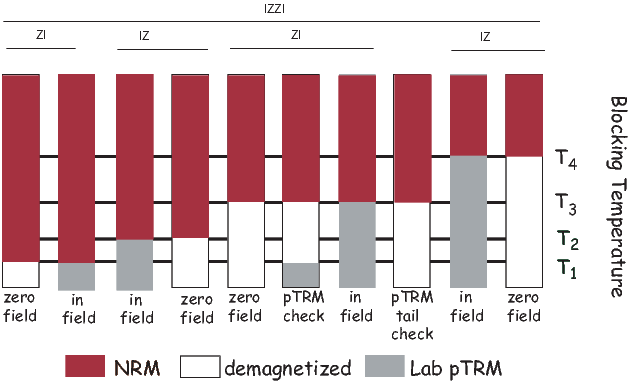 IZZI
ZI
IZ
ZI
IZ
T4
T3
T2
T1
Blocking Temperature
zero
field
in
field
in
field
zero
field
zero
field
pTRM
check
in
field
pTRM
tail
check
in
field
zero
field
NRM
demagnetized
Lab pTRM